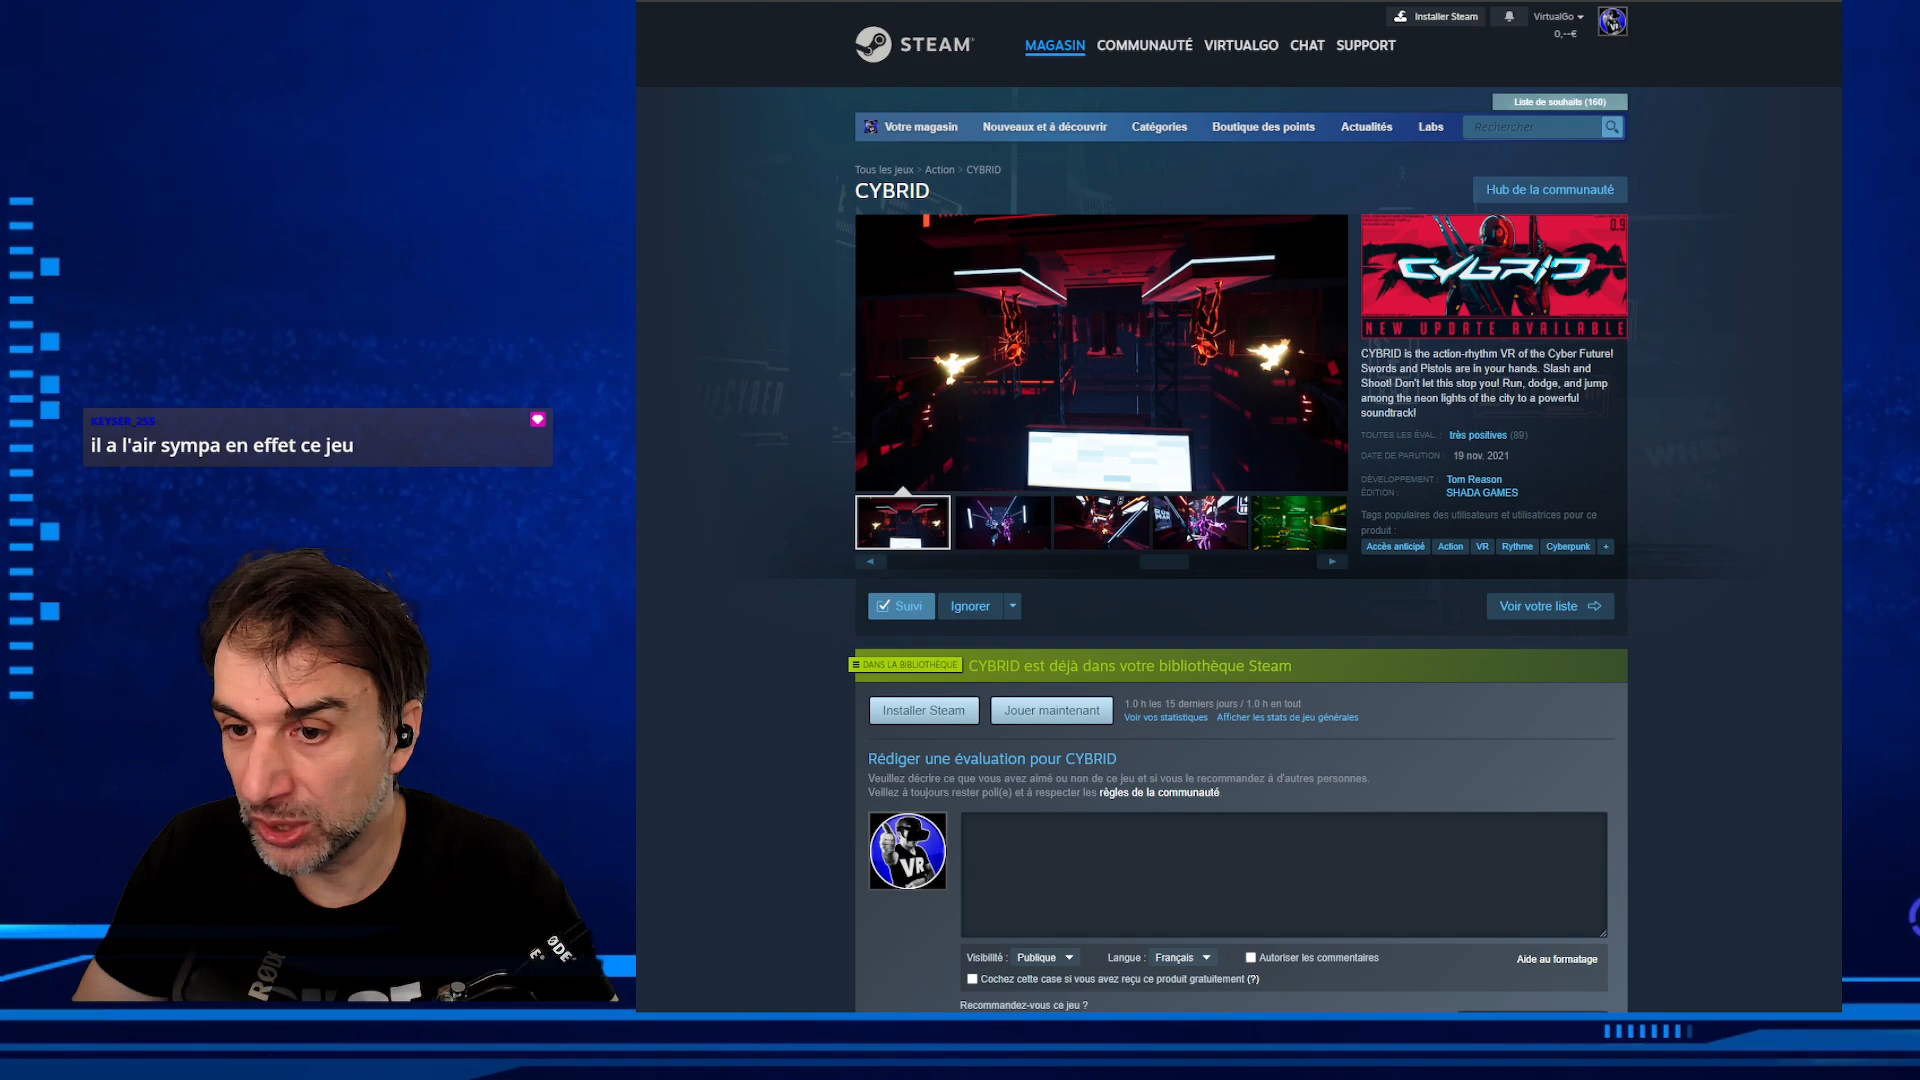 Installer Steam
VirtualGo
0,--€
STEAM®
MAGASIN COMMUNAUTÉ VIRTUALGO CHAT SUPPORT
Liste de souhaits (160)
Votre magasin Nouveaux et à découvrir Catégories Boutique des points Actualités Labs Rechercher
Tous les jeux > Action > CYBRID
CYBRID
Hub de la communauté
0.9
CYBRID
NEW UPDATE AVAILABLE
CYBRID is the action-rhythm VR of the Cyber Future!
Swords and Pistols are in your hands. Slash and
Shoot! Don't let this stop you! Run, dodge, and jump
among the neon lights of the city to a powerful
soundtrack!
TOUTES LES ÉVAL. : très positives (89)
DATE DE PARUTION : 19 nov. 2021
DÉVELOPPEMENT : Tom Reason
ÉDITION : SHADA GAMES
Tags populaires des utilisateurs et utilisatrices pour ce
produit :
Accès anticipé Action VR Rythme Cyberpunk +
KEYSER_255
il a l'air sympa en effet ce jeu
Suivi Ignorer Voir votre liste
DANS LA BIBLIOTHÈQUE CYBRID est déjà dans votre bibliothèque Steam
Installer Steam Jouer maintenant
1.0 h les 15 derniers jours / 1.0 h en tout
Voir vos statistiques Afficher les stats de jeu générales
Rédiger une évaluation pour CYBRID
Veuillez décrire ce que vous avez aimé ou non de ce jeu et si vous le recommandez à d'autres personnes.
Veillez à toujours rester poli(e) et à respecter les règles de la communauté.
VR
Visibilité : Publique Langue : Français Autoriser les commentaires Aide au formatage
Cochez cette case si vous avez reçu ce produit gratuitement (?)
Recommandez-vous ce jeu ?
RØDE
RØDE